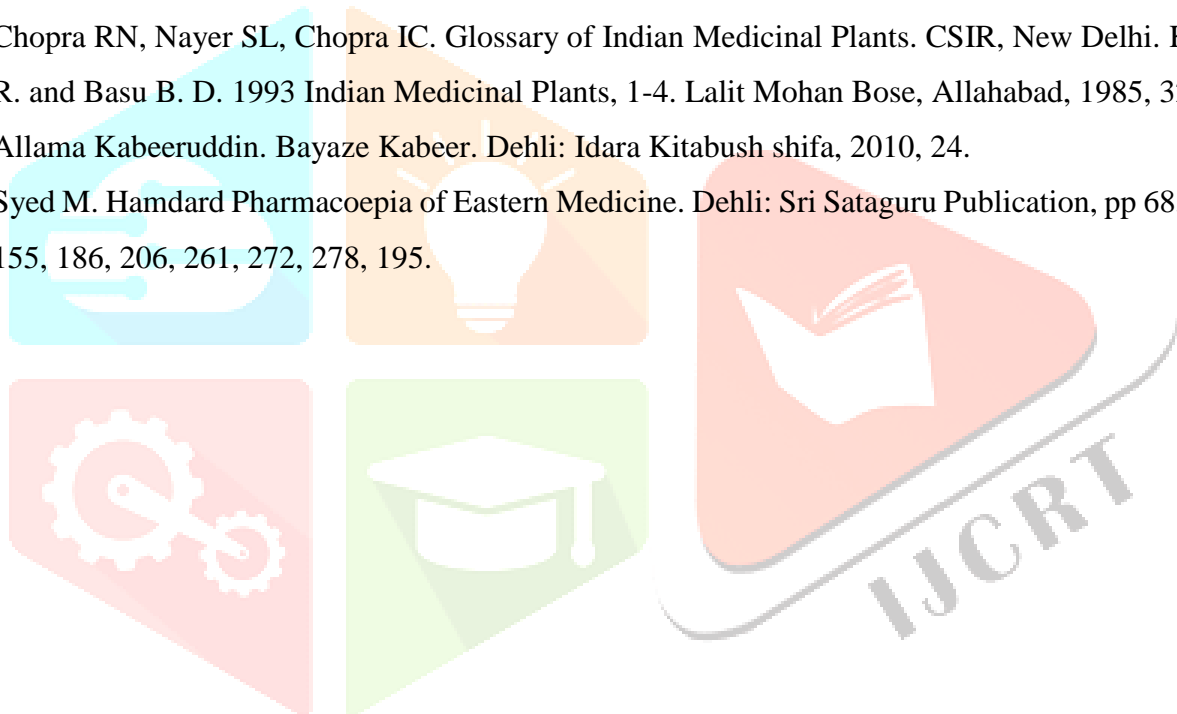 Chopra RN, Nayer SL, Chopra IC. Glossary of Indian Medicinal Plants. CSIR, New Delhi.
R. and Basu B. D. 1993 Indian Medicinal Plants, 1-4. Lalit Mohan Bose, Allahabad, 1985,
Allama Kabeeruddin. Bayaze Kabeer. Dehli: Idara Kitabush shifa, 2010, 24.
Syed M. Hamdard Pharmacoepia of Eastern Medicine. Dehli: Sri Sataguru Publication, pp 68
155, 186, 206, 261, 272, 278, 195.
IJCRT